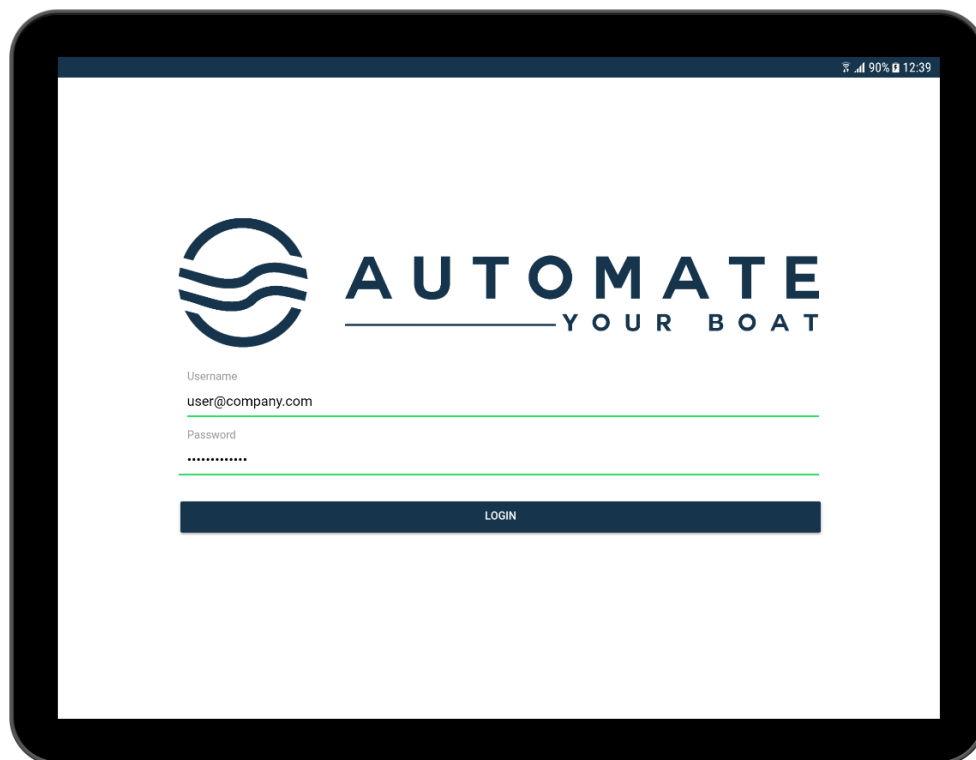 90% 12:39
AUTOMATE
YOUR BOAT
Username
user@company.com
Password
•••••••••••••
LOGIN